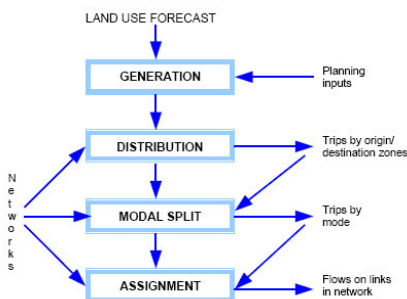 LAND USE FORECAST
GENERATION
Planning
inputs
DISTRIBUTION
Trips by origin/
destination zones
Networks
MODAL SPLIT
Trips by
mode
ASSIGNMENT
Flows on links
in network